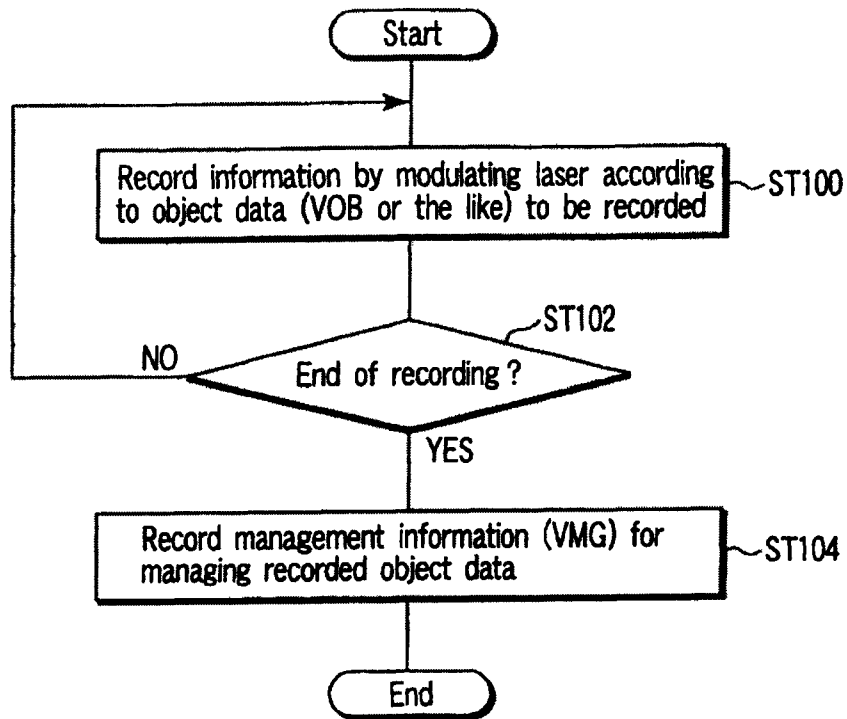 Start
Record information by modulating laser according
to object data (VOB or the like) to be recorded
ST100
ST102
NO
End of recording ?
YES
Record management information (VMG) for
managing recorded object data
ST104
End